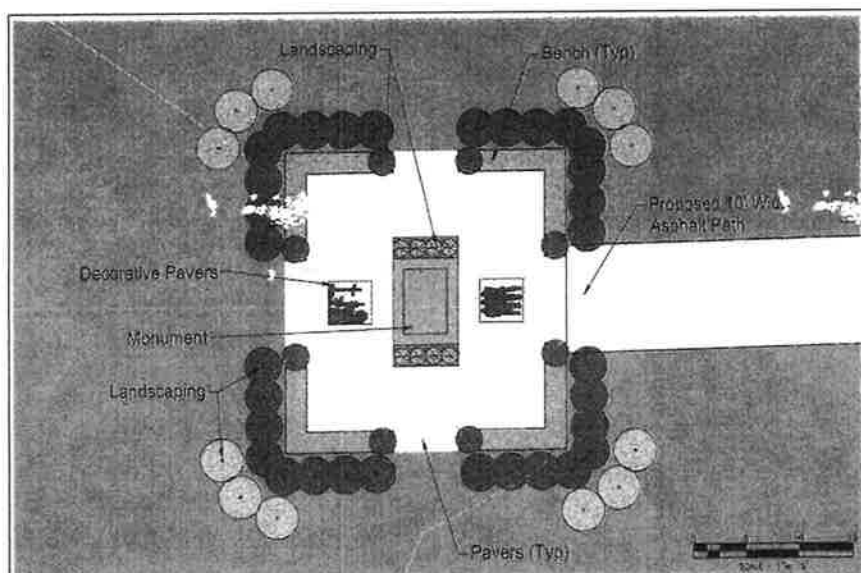 Landscaping
Bench (Typ)
Proposed 10' Wide
Asphalt Path
Decorative Pavers
Monument
Landscaping
Pavers (Typ)